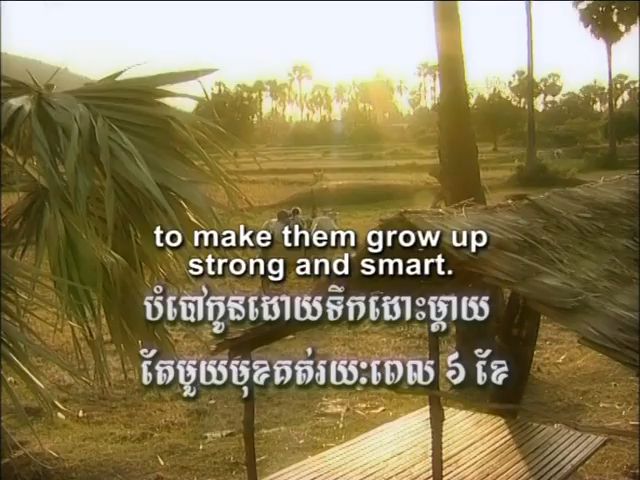 to make them grow up
strong and smart.
បំបៅកូនដោយទឹកដោះម្ដាយ
តែមួយមុខគត់រយៈពេល ៦ ខែ